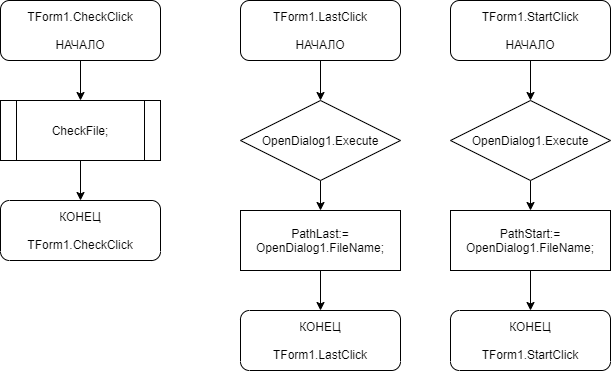 TForm1.CheckClick
НАЧАЛО
CheckFile;
КОНЕЦ
TForm1.CheckClick
TForm1.LastClick
НАЧАЛО
OpenDialog1.Execute
PathLast:=
OpenDialog1.FileName;
КОНЕЦ
TForm1.LastClick
TForm1.StartClick
НАЧАЛО
OpenDialog1.Execute
PathStart:=
OpenDialog1.FileName;
КОНЕЦ
TForm1.StartClick